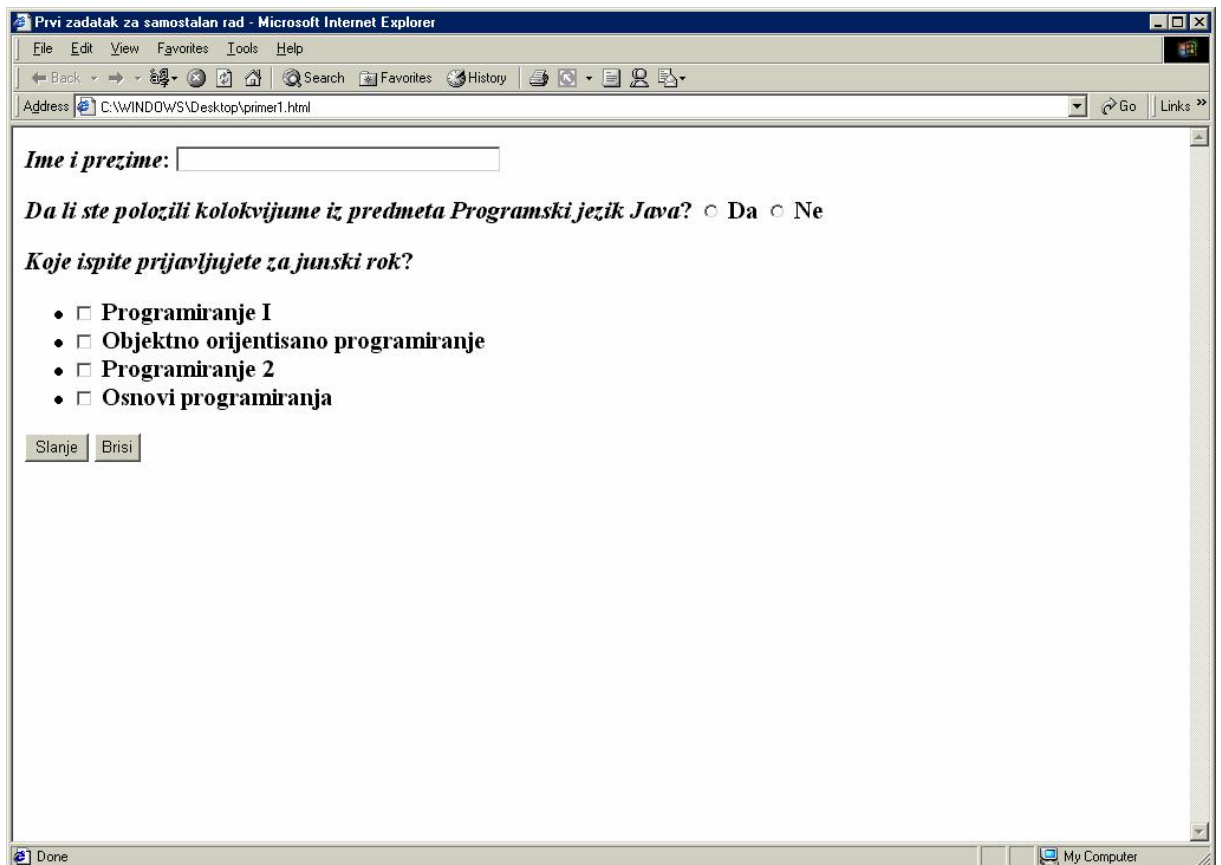 Prvi zadatak za samostalan rad - Microsoft Internet Explorer
File Edit View Favorites Tools Help
Back Search Favorites History
Address C:\WINDOWS\Desktop\primer1.html Go Links »
Ime i prezime:
Da li ste polozili kolokvijume iz predmeta Programski jezik Java? Da Ne
Koje ispite prijavljujete za junski rok?
Programiranje I
Objektno orijentisano programiranje
Programiranje 2
Osnovi programiranja
Slanje Brisi
Done My Computer